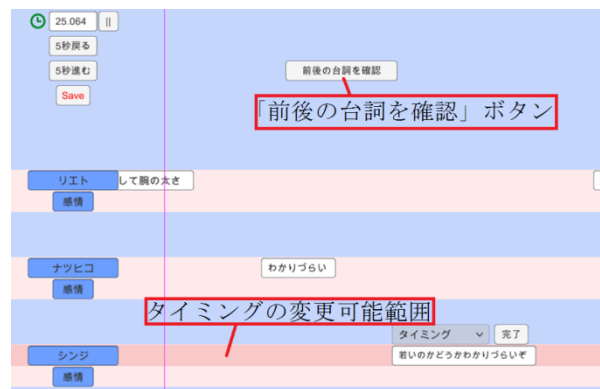 25.064 ||
5秒戻る
5秒進む
前後の台詞を確認
Save
「前後の台詞を確認」ボタン
リエト
して腕の太さ
感情
ナツヒコ
わかりづらい
感情
タイミングの変更可能範囲
タイミング
完了
シンジ
若いのかどうかわかりづらいぞ
感情